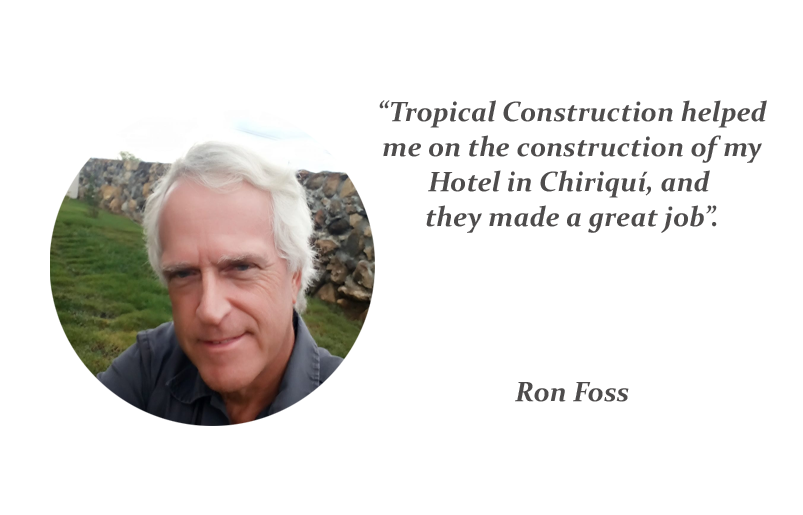 “Tropical Construction helped
me on the construction of my
Hotel in Chiriquí, and
they made a great job”.
Ron Foss